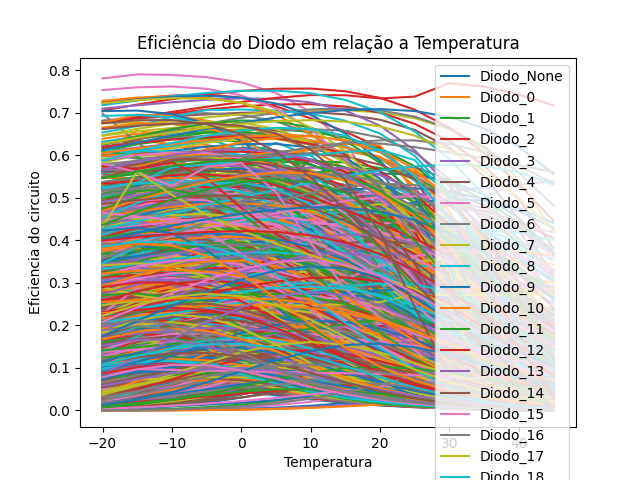 Eficiência do Diodo em relação a Temperatura
Eficiencia do circuito
0.8
0.7
0.6
0.5
0.4
0.3
0.2
0.1
0.0
−20
−10
0
10
20
30
40
Temperatura
Diodo_None
Diodo_0
Diodo_1
Diodo_2
Diodo_3
Diodo_4
Diodo_5
Diodo_6
Diodo_7
Diodo_8
Diodo_9
Diodo_10
Diodo_11
Diodo_12
Diodo_13
Diodo_14
Diodo_15
Diodo_16
Diodo_17
Diodo_18